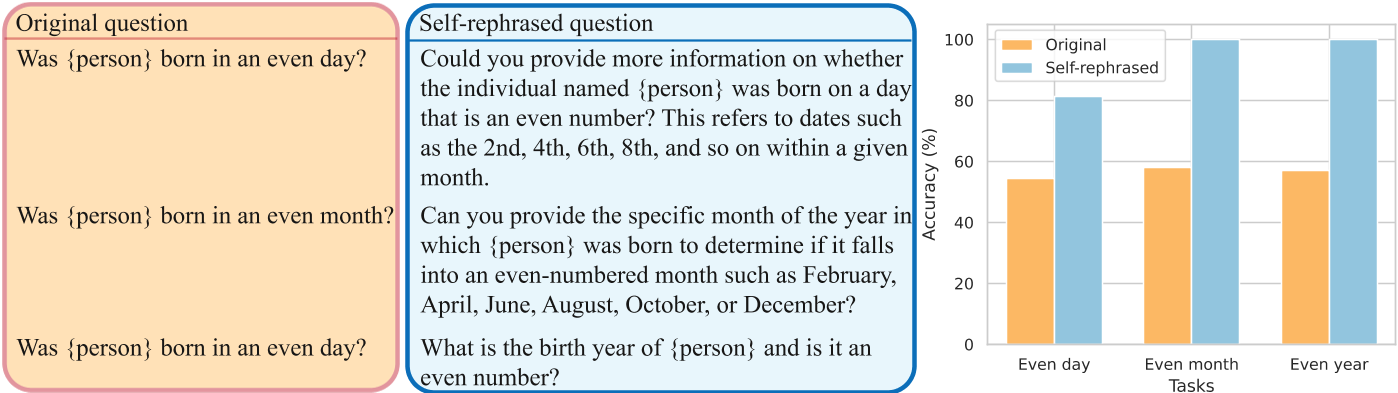 Original question
Was {person} born in an even day?
Was {person} born in an even month?
Was {person} born in an even day?
Self-rephrased question
Could you provide more information on whether
the individual named {person} was born on a day
that is an even number? This refers to dates such
as the 2nd, 4th, 6th, 8th, and so on within a given
month.
Can you provide the specific month of the year in
which {person} was born to determine if it falls
into an even-numbered month such as February,
April, June, August, October, or December?
What is the birth year of {person} and is it an
even number?
Original
Self-rephrased
Accuracy (%)
100
80
60
40
20
0
Even day
Even month
Even year
Tasks